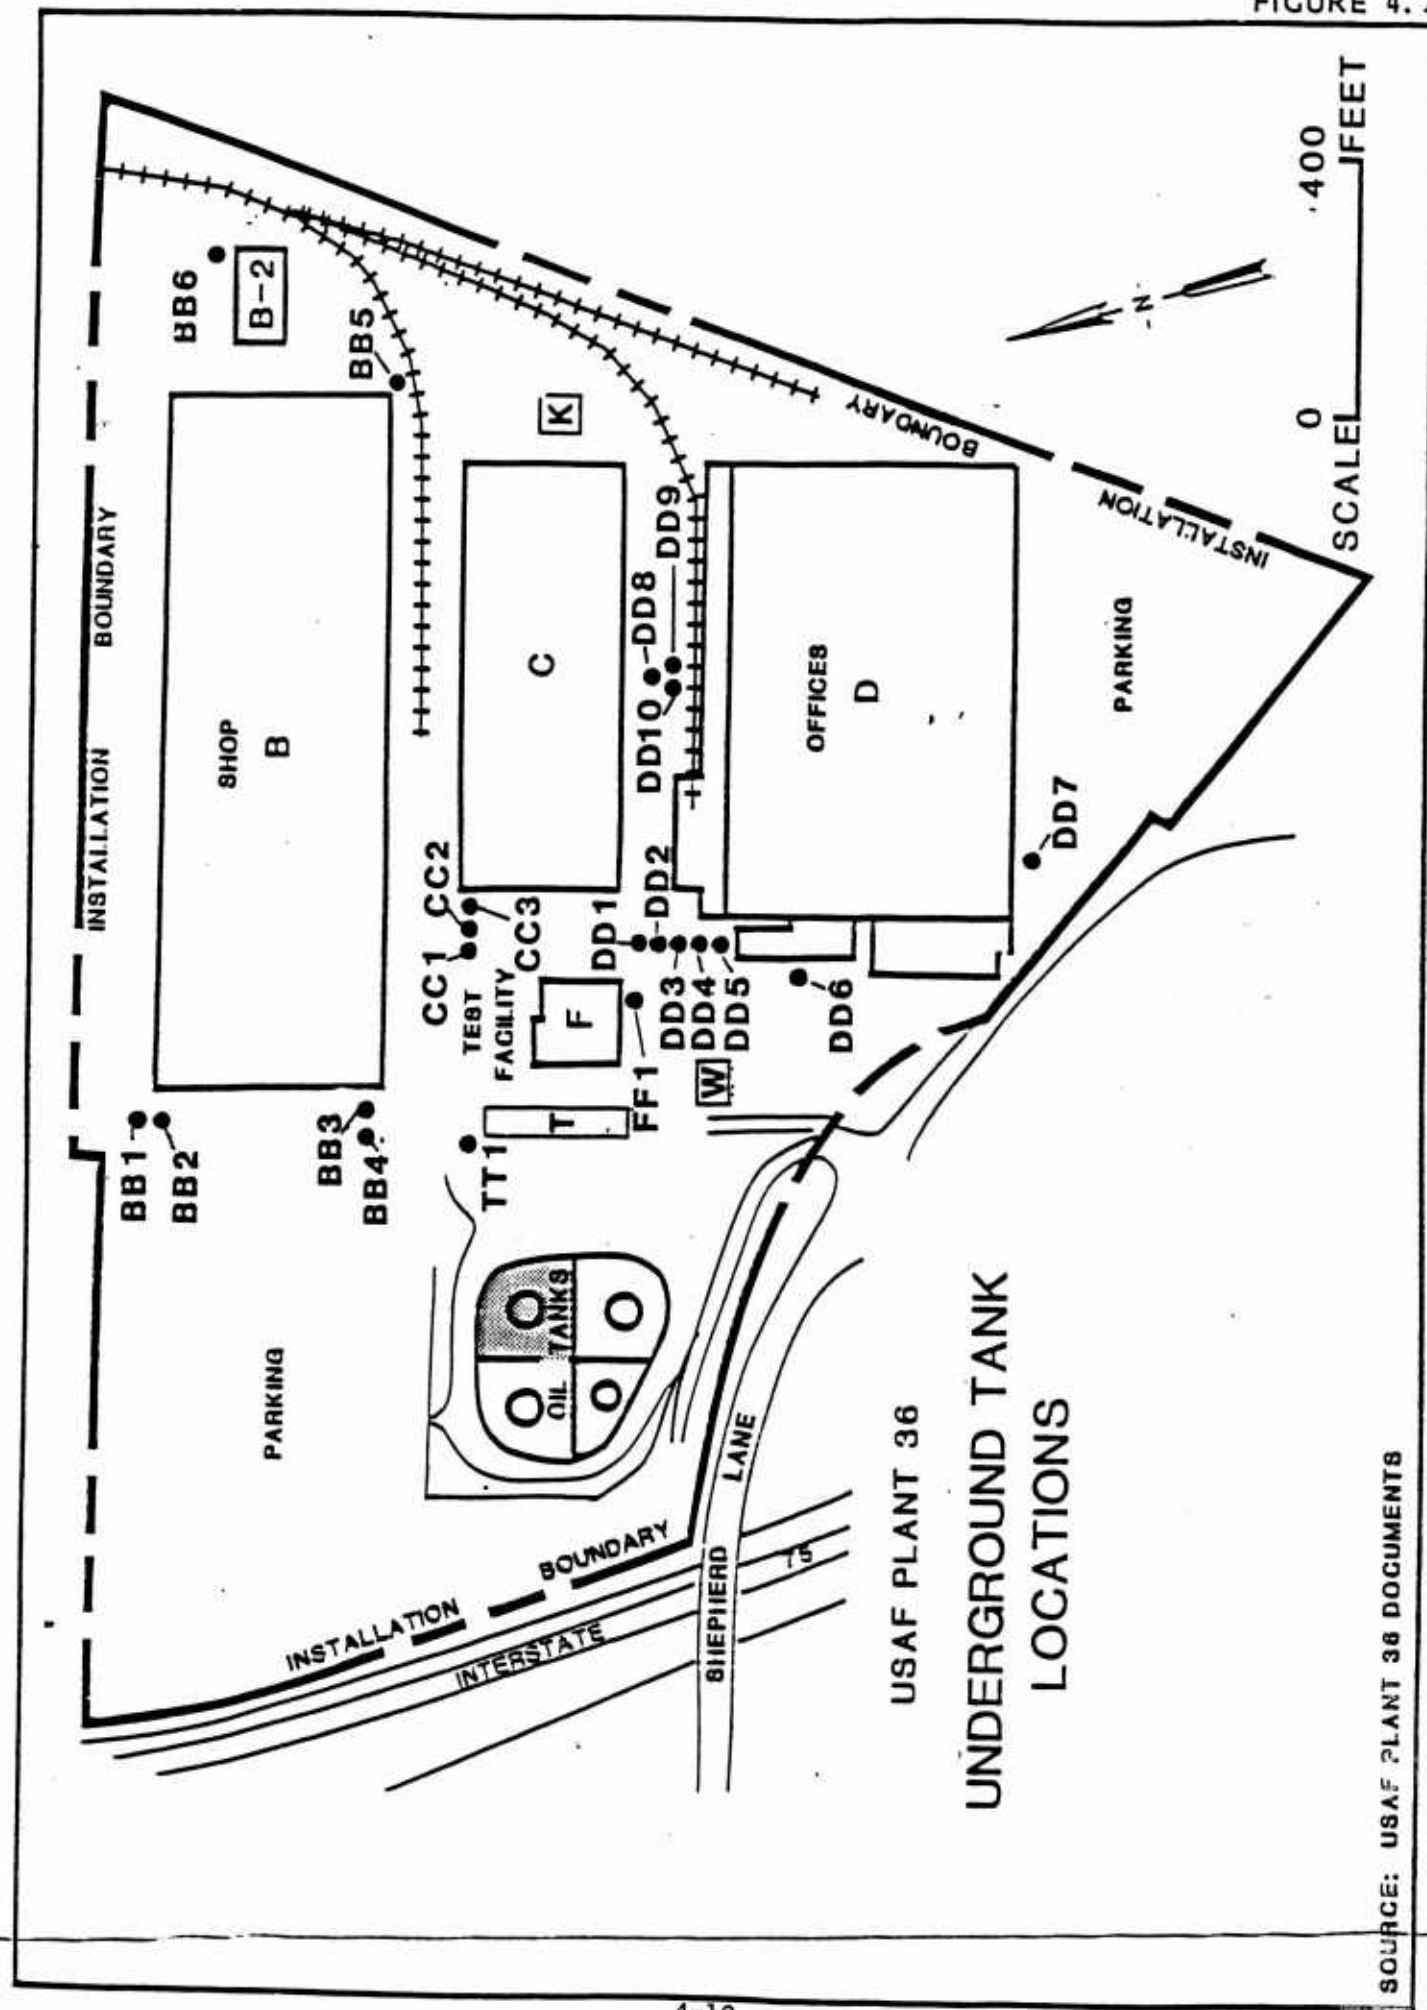 FIGURE 4.
INSTALLATION BOUNDARY
BB1
BB2
BB3
BB4
SHOP
B
BB5
BB6
B-2
PARKING
CC1
CC2
CC3
TEST
FACILITY
F
FF1
T
TT1
OIL TANKS
C
K
DD1
DD2
DD3
DD4
DD5
DD6
DD7
DD8
DD9
DD10
W
OFFICES
D
PARKING
INSTALLATION BOUNDARY
INSTALLATION BOUNDARY
INTERSTATE 75
SHEPHERD LANE
N
0 400
SCALE FEET
USAF PLANT 36
UNDERGROUND TANK
LOCATIONS
SOURCE: USAF PLANT 36 DOCUMENTS